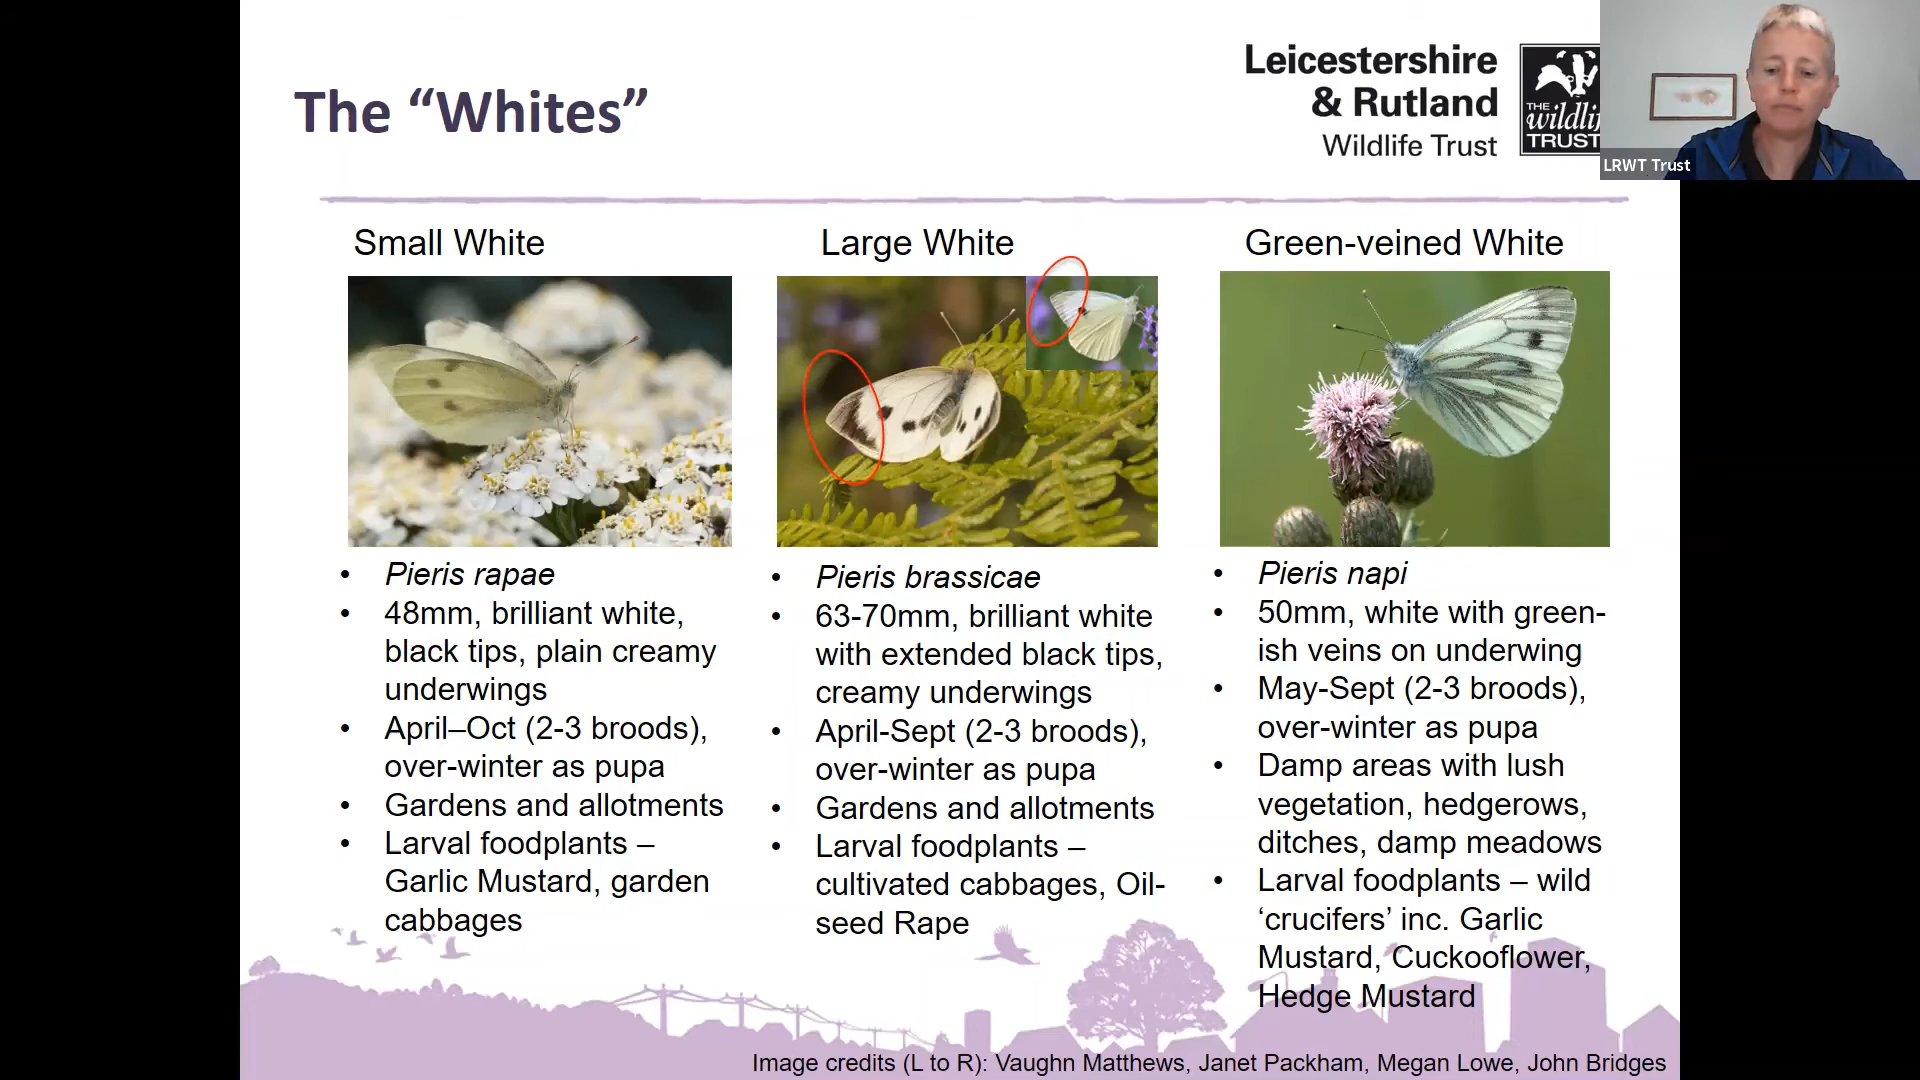 The “Whites”
Leicestershire
& Rutland
Wildlife Trust
THE
wildli
TRUST
LRWT Trust
Small White
Large White
Green-veined White
• Pieris rapae
• 48mm, brilliant white,
black tips, plain creamy
underwings
• April–Oct (2-3 broods),
over-winter as pupa
• Gardens and allotments
• Larval foodplants –
Garlic Mustard, garden
cabbages
• Pieris brassicae
• 63-70mm, brilliant white
with extended black tips,
creamy underwings
• April-Sept (2-3 broods),
over-winter as pupa
• Gardens and allotments
• Larval foodplants –
cultivated cabbages, Oil-
seed Rape
• Pieris napi
• 50mm, white with green-
ish veins on underwing
• May-Sept (2-3 broods),
over-winter as pupa
• Damp areas with lush
vegetation, hedgerows,
ditches, damp meadows
• Larval foodplants – wild
‘crucifers’ inc. Garlic
Mustard, Cuckooflower,
Hedge Mustard
Image credits (L to R): Vaughn Matthews, Janet Packham, Megan Lowe, John Bridges